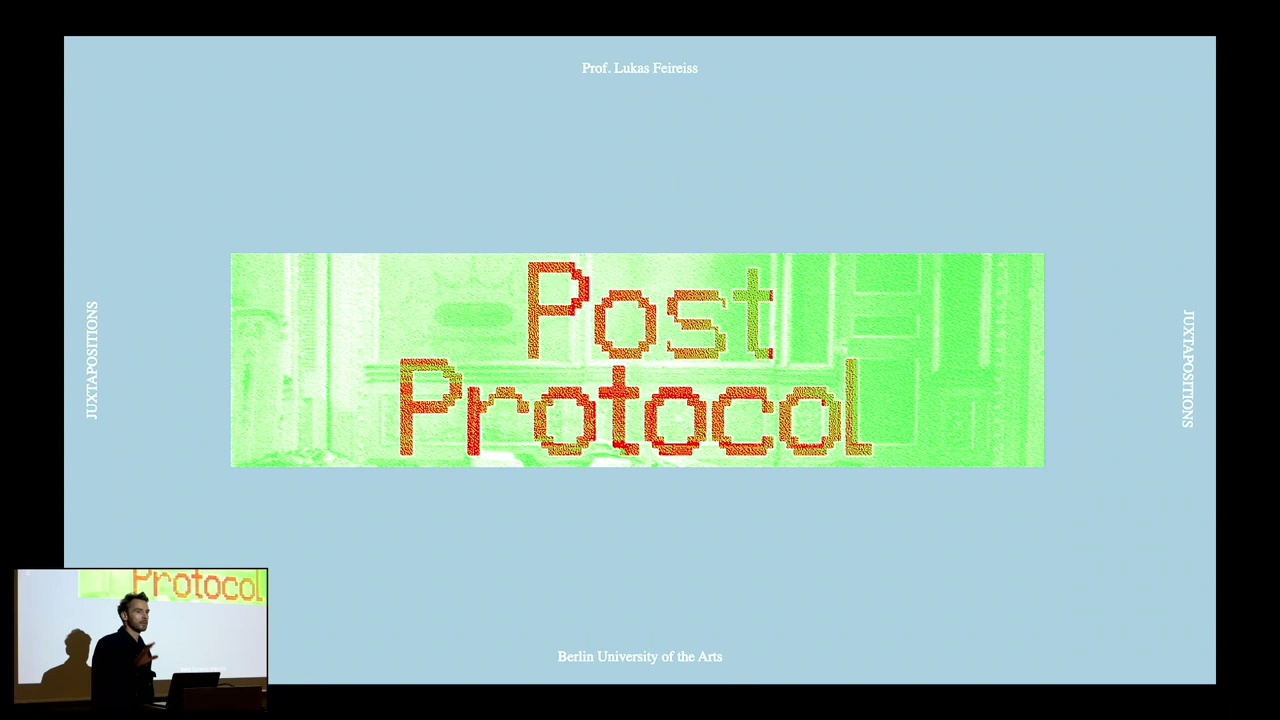 Prof. Lukas Feireiss
JUXTAPOSITIONS
Post
Protocol
JUXTAPOSITIONS
Berlin University of the Arts
Protocol